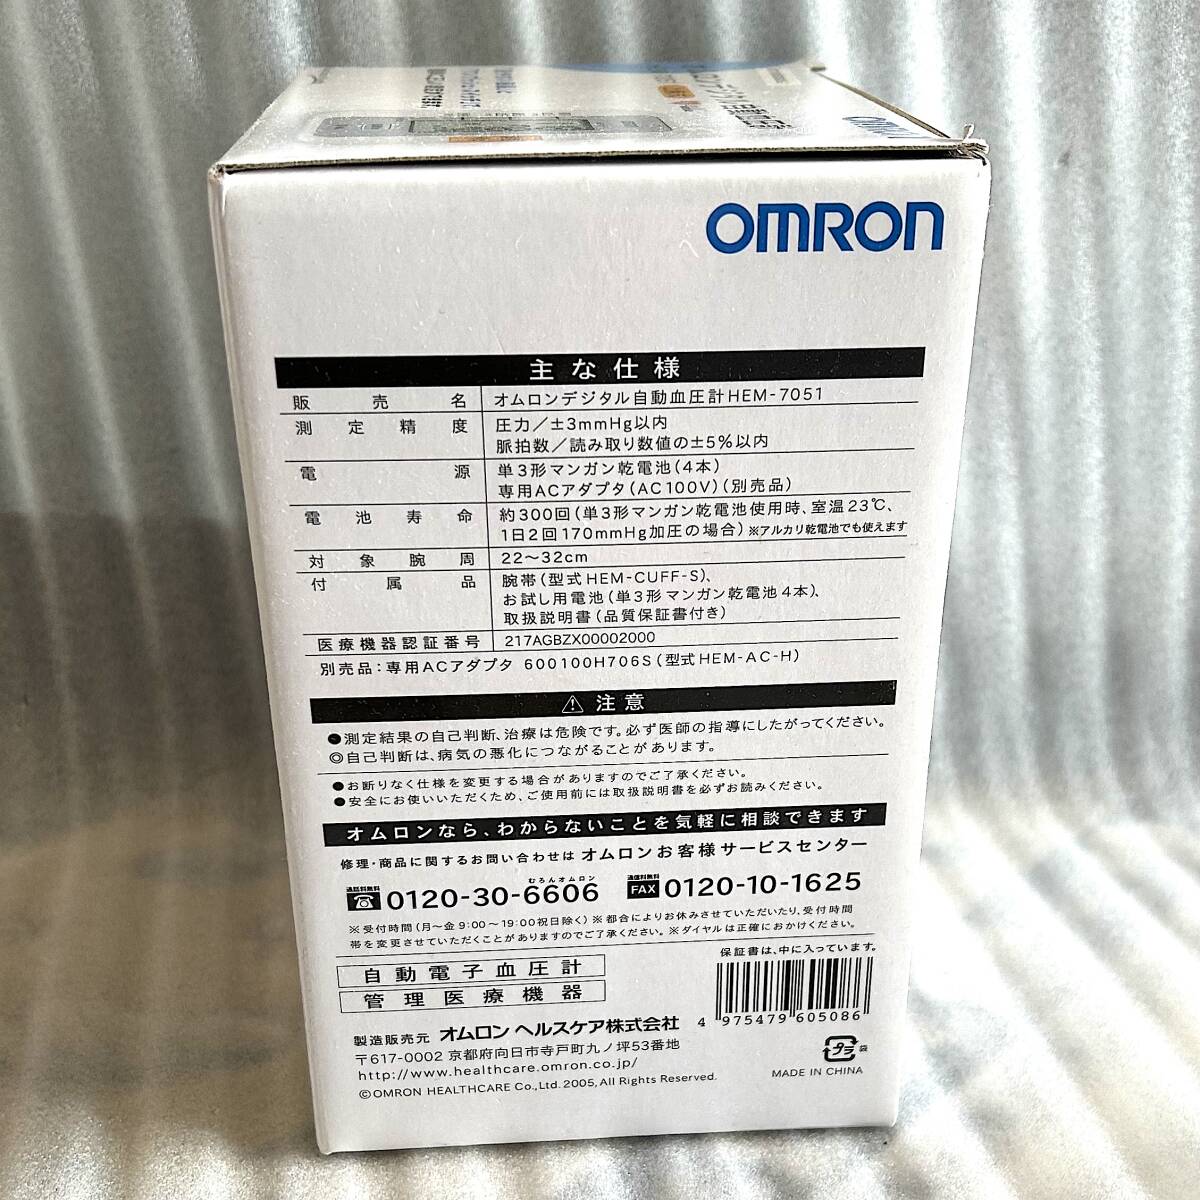 OMRON
主な仕様
販売名 オムロンデジタル自動血圧計HEM-7051
測定精度 圧力/±3mmHg以内
脈拍数/読み取り数値の±5%以内
電源 単3形マンガン乾電池(4本)
専用ACアダプタ(AC100V)(別売品)
電池寿命 約300回(単3形マンガン乾電池使用時、室温23℃、
1日2回170mmHg加圧の場合)※アルカリ乾電池でも使えます
対象腕周 22〜32cm
付属品 腕帯(型式HEM-CUFF-S)、
お試し用電池(単3形マンガン乾電池4本)、
取扱説明書(品質保証書付き)
医療機器認証番号 217AGBZX00002000
別売品:専用ACアダプタ 600100H706S(型式HEM-AC-H)
⚠注意
●測定結果の自己判断、治療は危険です。必ず医師の指導にしたがってください。
◎自己判断は、病気の悪化につながることがあります。
●お断りなく仕様を変更する場合がありますのでご了承ください。
●安全にお使いいただくため、ご使用前には取扱説明書を必ずお読みください。
オムロンなら、わからないことを気軽に相談できます
修理・商品に関するお問い合わせは オムロンお客様サービスセンター
むろんオムロン
通話料無料 0120-30-6606 通信料無料 FAX 0120-10-1625
※受付時間(月〜金9:00〜19:00祝日除く)※都合によりお休みさせていただいたり、受付時間
帯を変更させていただくことがありますのでご了承ください。※ダイヤルは正確におかけください。
保証書は、中に入っています。
自動電子血圧計
管理医療機器
4 975479 605086
製造販売元 オムロン ヘルスケア株式会社
〒617-0002 京都府向日市寺戸町九ノ坪53番地
http://www.healthcare.omron.co.jp/
©OMRON HEALTHCARE Co.,Ltd. 2005, All Rights Reserved.
プラ 袋
MADE IN CHINA